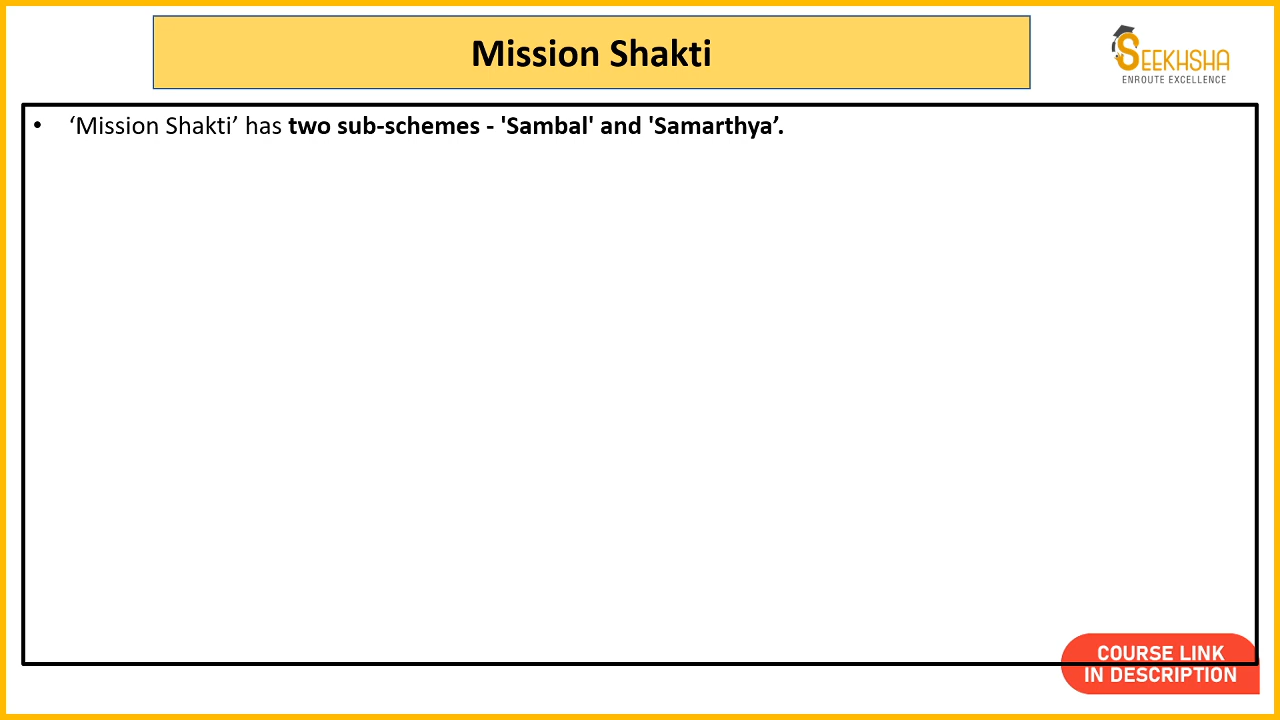 Mission Shakti
SEEKHSHA
ENROUTE EXCELLENCE
• ‘Mission Shakti’ has two sub-schemes - 'Sambal' and 'Samarthya’.
COURSE LINK
IN DESCRIPTION